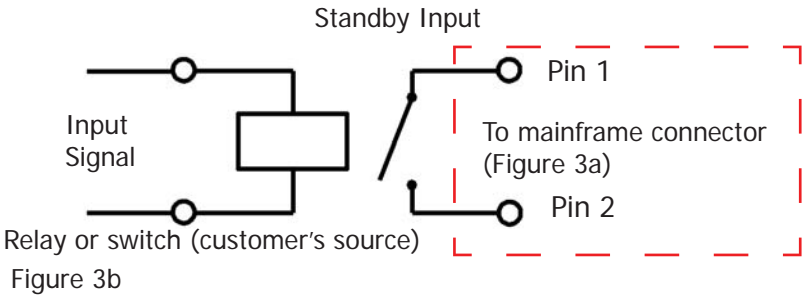 Standby Input
Pin 1
Input
Signal
To mainframe connector
(Figure 3a)
Pin 2
Relay or switch (customer's source)
Figure 3b